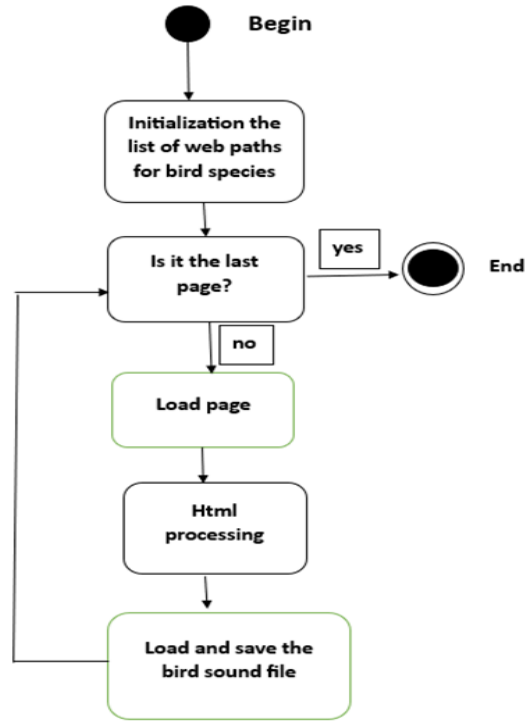 Begin
Initialization the
list of web paths
for bird species
Is it the last
page?
yes
End
no
Load page
Html
processing
Load and save the
bird sound file